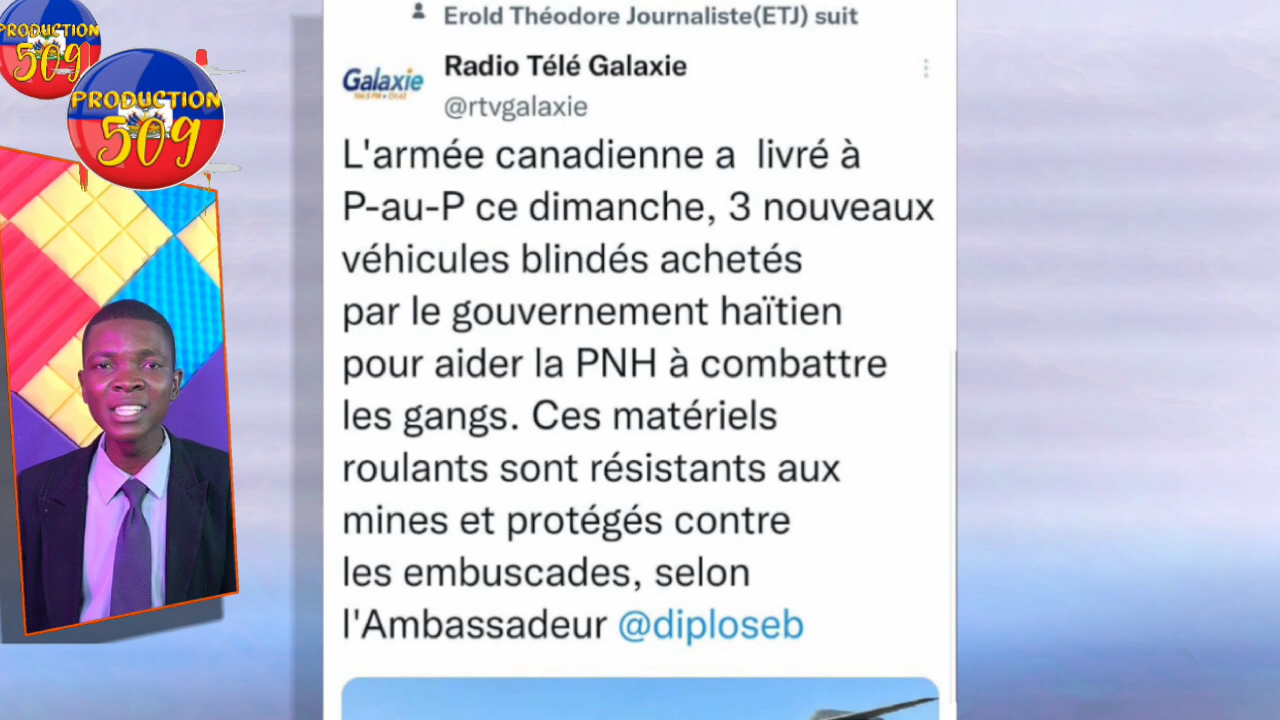 PRODUCTION
509
PRODUCTION
509
Erold Théodore Journaliste(ETJ) suit
Radio Télé Galaxie
Galaxie
@rtvgalaxie
L'armée canadienne a livré à
P-au-P ce dimanche, 3 nouveaux
véhicules blindés achetés
par le gouvernement haïtien
pour aider la PNH à combattre
les gangs. Ces matériels
roulants sont résistants aux
mines et protégés contre
les embuscades, selon
l'Ambassadeur @diploseb